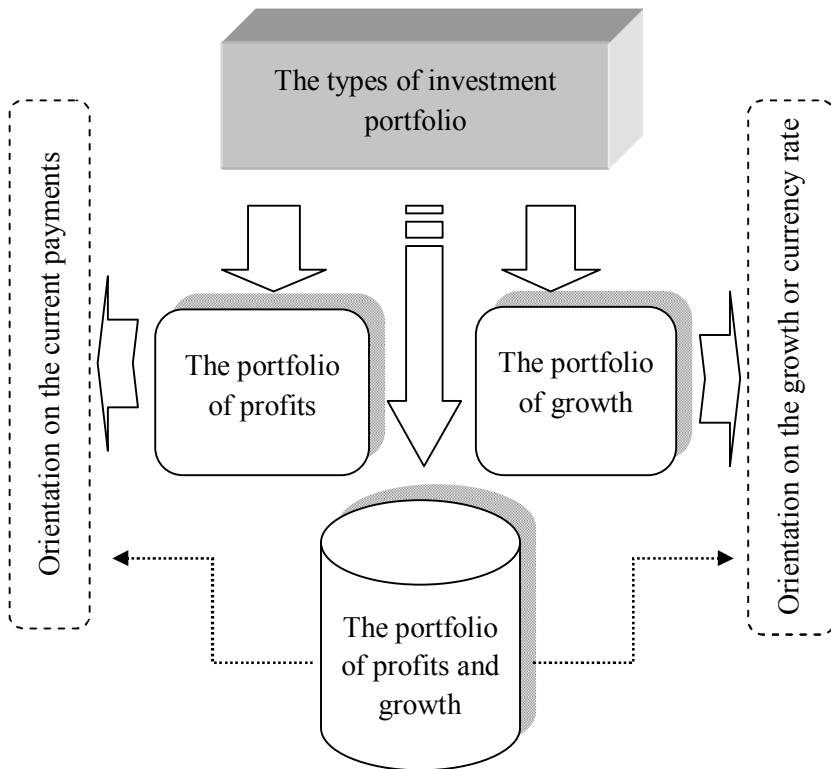 The types of investment
portfolio
Orientation on the current payments
The portfolio
of profits
The portfolio
of growth
Orientation on the growth or currency rate
The portfolio
of profits and
growth